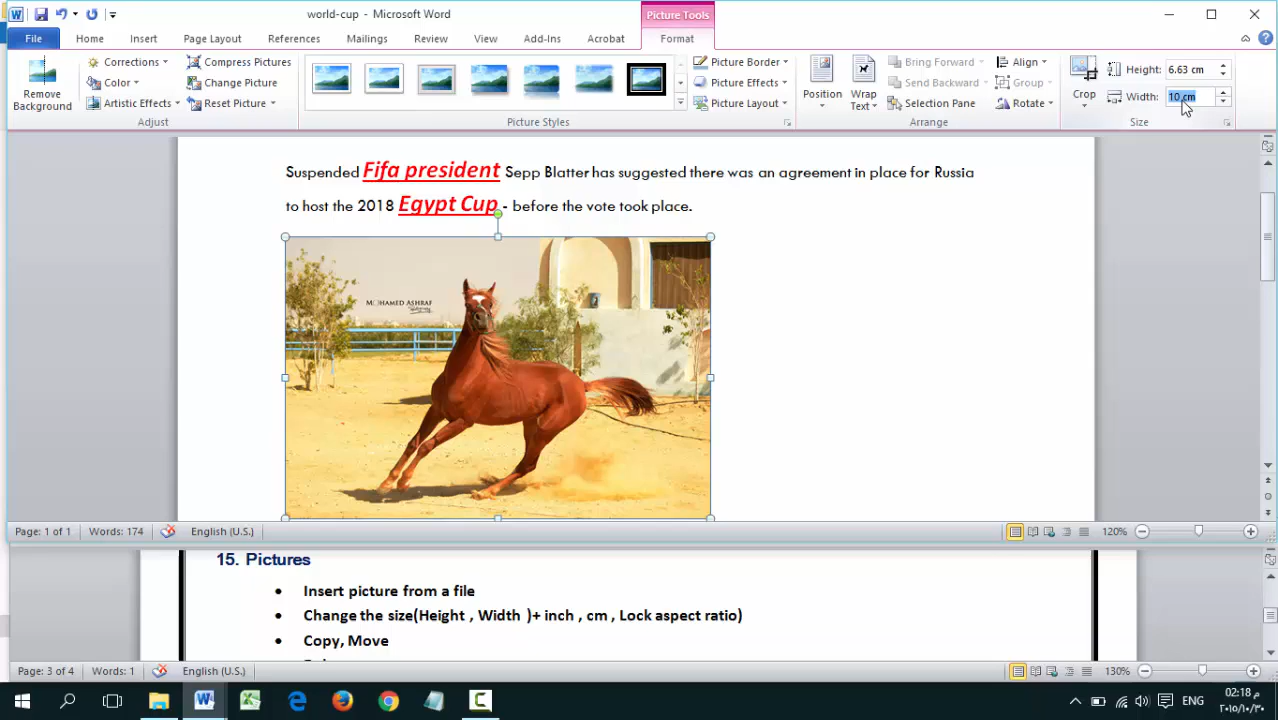 world-cup - Microsoft Word
Picture Tools
File Home Insert Page Layout References Mailings Review View Add-Ins Acrobat Format
Remove Background
Corrections
Color
Artistic Effects
Compress Pictures
Change Picture
Reset Picture
Adjust
Picture Styles
Picture Border
Picture Effects
Picture Layout
Position
Wrap Text
Bring Forward
Send Backward
Selection Pane
Align
Group
Rotate
Arrange
Crop
Height: 6.63 cm
Width: 10 cm
Size
Suspended Fifa president Sepp Blatter has suggested there was an agreement in place for Russia
to host the 2018 Egypt Cup - before the vote took place.
MOHAMED ASHRAF
Page: 1 of 1 Words: 174 English (U.S.) 120%
15. Pictures
• Insert picture from a file
• Change the size(Height , Width )+ inch , cm , Lock aspect ratio)
• Copy, Move
Page: 3 of 4 Words: 1 English (U.S.) 130%
ENG
02:18 م
٢٠١٥/١٠/٣٠